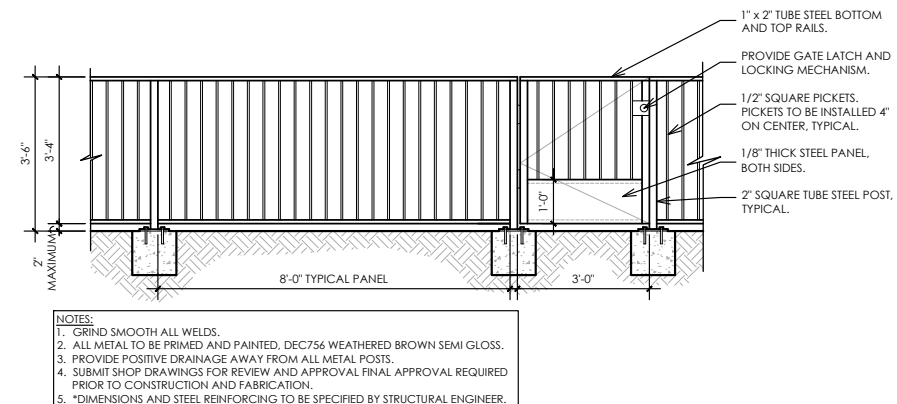 1" x 2" TUBE STEEL BOTTOM
AND TOP RAILS.
PROVIDE GATE LATCH AND
LOCKING MECHANISM.
1/2" SQUARE PICKETS.
PICKETS TO BE INSTALLED 4"
ON CENTER, TYPICAL.
1/8" THICK STEEL PANEL,
BOTH SIDES.
2" SQUARE TUBE STEEL POST,
TYPICAL.
3'-6"
3'-4"
2"
MAXIMUM
1'-0"
8'-0" TYPICAL PANEL
3'-0"
NOTES:
1. GRIND SMOOTH ALL WELDS.
2. ALL METAL TO BE PRIMED AND PAINTED, DEC756 WEATHERED BROWN SEMI GLOSS.
3. PROVIDE POSITIVE DRAINAGE AWAY FROM ALL METAL POSTS.
4. SUBMIT SHOP DRAWINGS FOR REVIEW AND APPROVAL FINAL APPROVAL REQUIRED
PRIOR TO CONSTRUCTION AND FABRICATION.
5. *DIMENSIONS AND STEEL REINFORCING TO BE SPECIFIED BY STRUCTURAL ENGINEER.